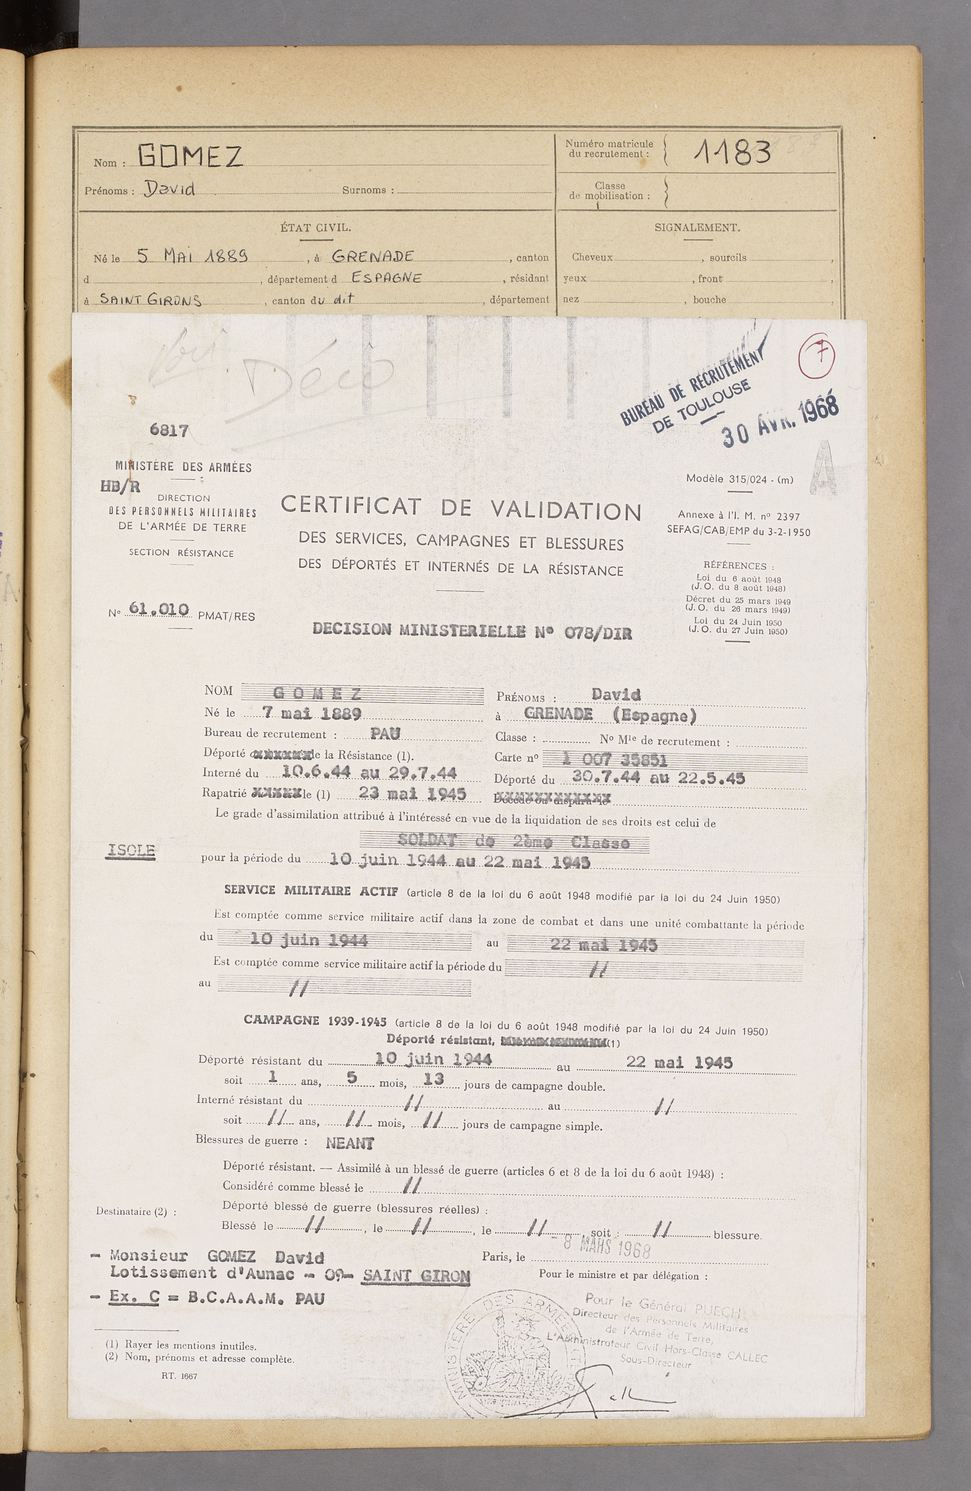 Nom : GOMEZ
Prénoms : David Surnoms :
Numéro matricule
du recrutement : 1183
Classe
de mobilisation :
ÉTAT CIVIL.
Né le 5 MAI 1889, à GRENADE, canton
d , département d ESPAGNE, résidant
à SAINT GIRONS, canton du dit, département
SIGNALEMENT.
Cheveux , sourcils ,
yeux , front ,
nez , bouche ,
Voir Décio
BUREAU DE RECRUTEMENT
DE TOULOUSE
30 AVR. 1968
7
A
6817
MINISTÈRE DES ARMÉES
HB/R
DIRECTION
DES PERSONNELS MILITAIRES
DE L'ARMÉE DE TERRE
SECTION RÉSISTANCE
N° 61.010 PMAT/RES
CERTIFICAT DE VALIDATION
DES SERVICES, CAMPAGNES ET BLESSURES
DES DÉPORTÉS ET INTERNÉS DE LA RÉSISTANCE
DECISION MINISTERIELLE N° 078/DIR
Modèle 315/024 - (m)
Annexe à l'I. M. n° 2397
SEFAG/CAB/EMP du 3-2-1950
RÉFÉRENCES :
Loi du 6 août 1948
(J. O. du 8 août 1948)
Décret du 25 mars 1949
(J. O. du 26 mars 1949)
Loi du 24 Juin 1950
(J. O. du 27 Juin 1950)
NOM GOMEZ PRÉNOMS : David
Né le 7 mai 1889 à GRENADE (Espagne)
Bureau de recrutement : PAU Classe : N° Mle de recrutement :
Déporté de la Résistance (1). Carte n° 1 007 35851
Interné du 10.6.44 au 29.7.44 Déporté du 30.7.44 au 22.5.45
Rapatrié le (1) 23 mai 1945 Décédé ou disparu le
Le grade d'assimilation attribué à l'intéressé en vue de la liquidation de ses droits est celui de
SOLDAT de 2ème Classe
ISOLE
pour la période du 10 juin 1944 au 22 mai 1945
SERVICE MILITAIRE ACTIF (article 8 de la loi du 6 août 1948 modifié par la loi du 24 Juin 1950)
Est comptée comme service militaire actif dans la zone de combat et dans une unité combattante la période
du 10 juin 1944 au 22 mai 1945
Est comptée comme service militaire actif la période du //
au //
CAMPAGNE 1939-1945 (article 8 de la loi du 6 août 1948 modifié par la loi du 24 Juin 1950)
Déporté résistant, (1)
Déporté résistant du 10 juin 1944 au 22 mai 1945
soit 1 ans, 5 mois, 13 jours de campagne double.
Interné résistant du // au //
soit // ans, // mois, // jours de campagne simple.
Blessures de guerre : NEANT
Déporté résistant. — Assimilé à un blessé de guerre (articles 6 et 8 de la loi du 6 août 1948) :
Considéré comme blessé le //
Déporté blessé de guerre (blessures réelles) :
Blessé le //, le //, le // soit : // blessure.
Destinataire (2) :
Paris, le - 8 MARS 1968
Pour le ministre et par délégation :
- Monsieur GOMEZ David
Lotissement d'Aunac - 09- SAINT GIRON
- Ex. C = B.C.A.A.M. PAU
Pour le Général PUECH
Directeur des Personnels Militaires
de l'Armée de Terre,
L'Administrateur Civil Hors-Classe CALLEC
Sous-Directeur
MINISTÈRE DES ARMÉES
(1) Rayer les mentions inutiles.
(2) Nom, prénoms et adresse complète.
RT. 1667